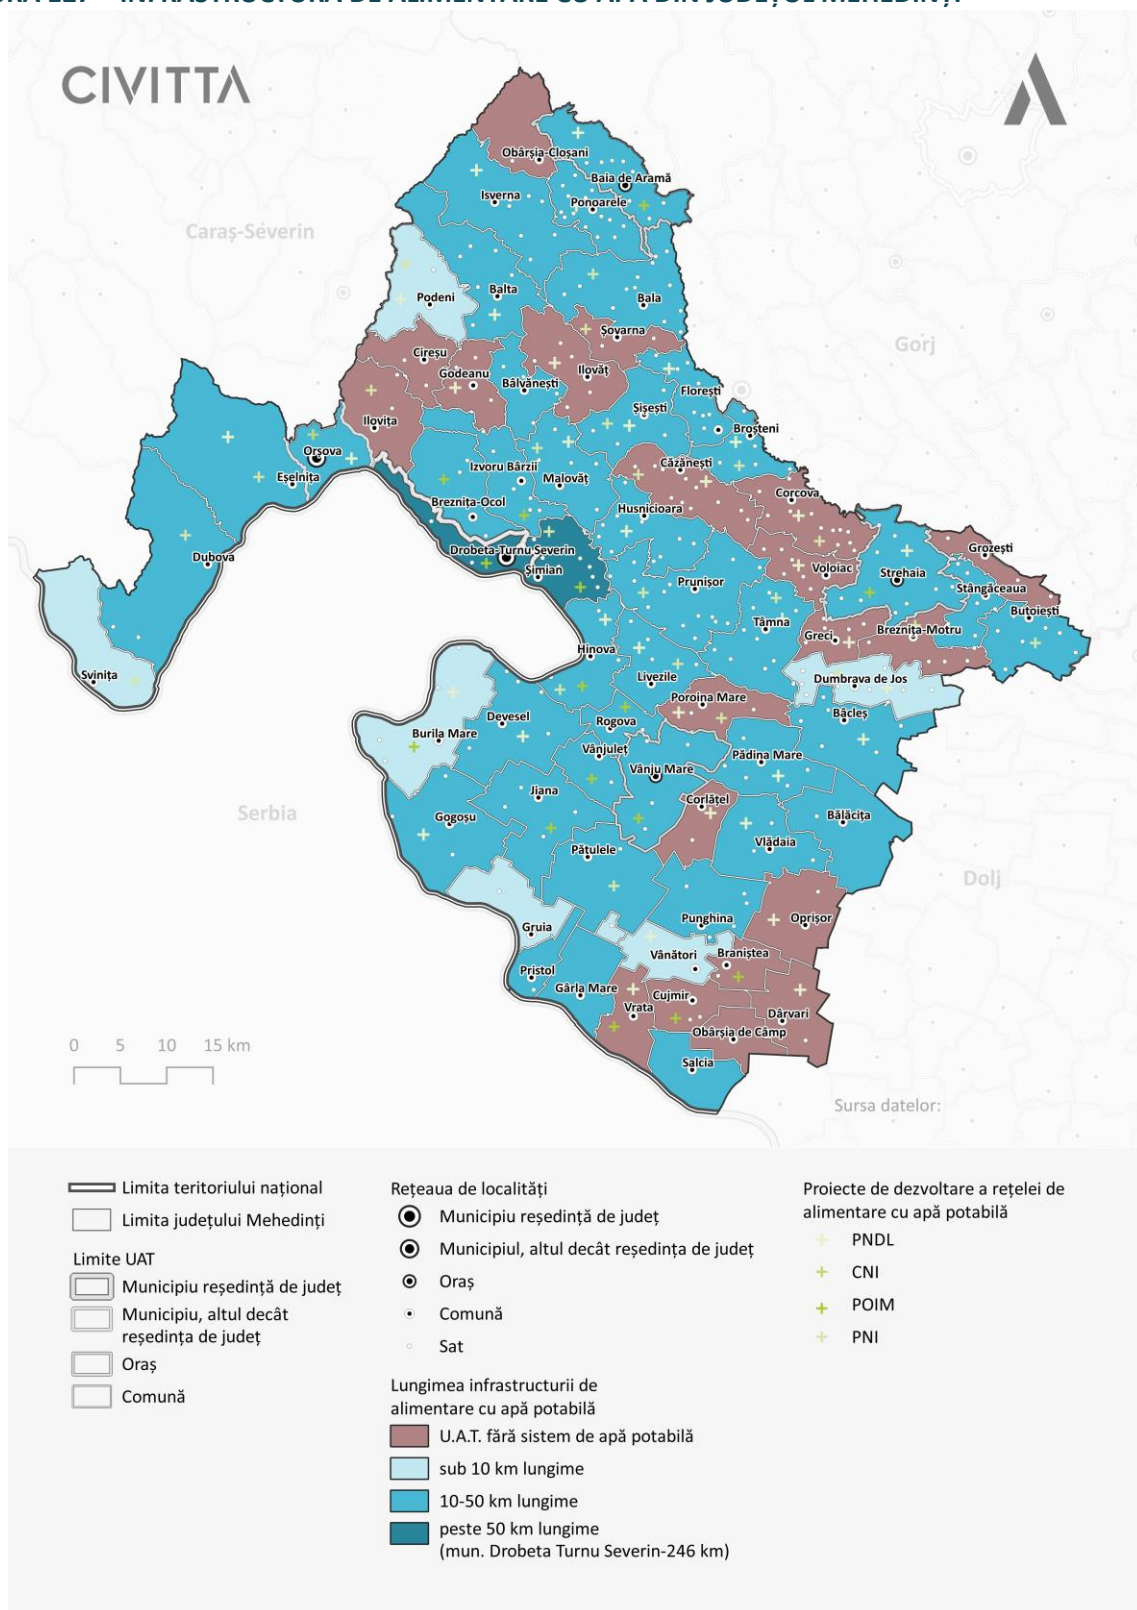 INFRASTRUCTURA DE ALIMENTARE CU APĂ DIN JUDEȚUL MEHEDINȚI
CIVITTA
Obârșia-Cloșani
Baia de Aramă
Isverna
Ponoarele
Caraș-Severin
Podeni
Balta
Bala
Șovarna
Gorj
Cireșu
Godeanu
Ilovăț
Bâlvănești
Florești
Șișești
Ilovița
Broșteni
Orșova
Izvoru Bârzii
Căzănești
Eșelnița
Malovăț
Corcova
Breznița-Ocol
Husnicioara
Grozești
Drobeta-Turnu Severin
Dubova
Șimian
Voloiac
Strehaia
Prunișor
Stângăceaua
Butoiești
Tâmna
Greci
Breznița-Motru
Hinova
Svinița
Livezile
Dumbrava de Jos
Poroina Mare
Devesel
Rogova
Bâcleș
Burila Mare
Vânjuleț
Pădina Mare
Vânju Mare
Jiana
Corlățel
Serbia
Gogoșu
Bălăcița
Vlădaia
Pătulele
Dolj
Gruia
Punghina
Oprișor
Vânători
Braniștea
Pristol
Gârla Mare
Cujmir
Vrata
Dârvari
Obârșia de Câmp
0 5 10 15 km
Salcia
Sursa datelor:
Limita teritoriului național
Limita județului Mehedinți
Limite UAT
Municipiu reședință de județ
Municipiu, altul decât
reședința de județ
Oraș
Comună
Rețeaua de localități
Municipiu reședință de județ
Municipiul, altul decât reședința de județ
Oraș
Comună
Sat
Lungimea infrastructurii de
alimentare cu apă potabilă
U.A.T. fără sistem de apă potabilă
sub 10 km lungime
10-50 km lungime
peste 50 km lungime
(mun. Drobeta Turnu Severin-246 km)
Proiecte de dezvoltare a rețelei de
alimentare cu apă potabilă
PNDL
CNI
POIM
PNI